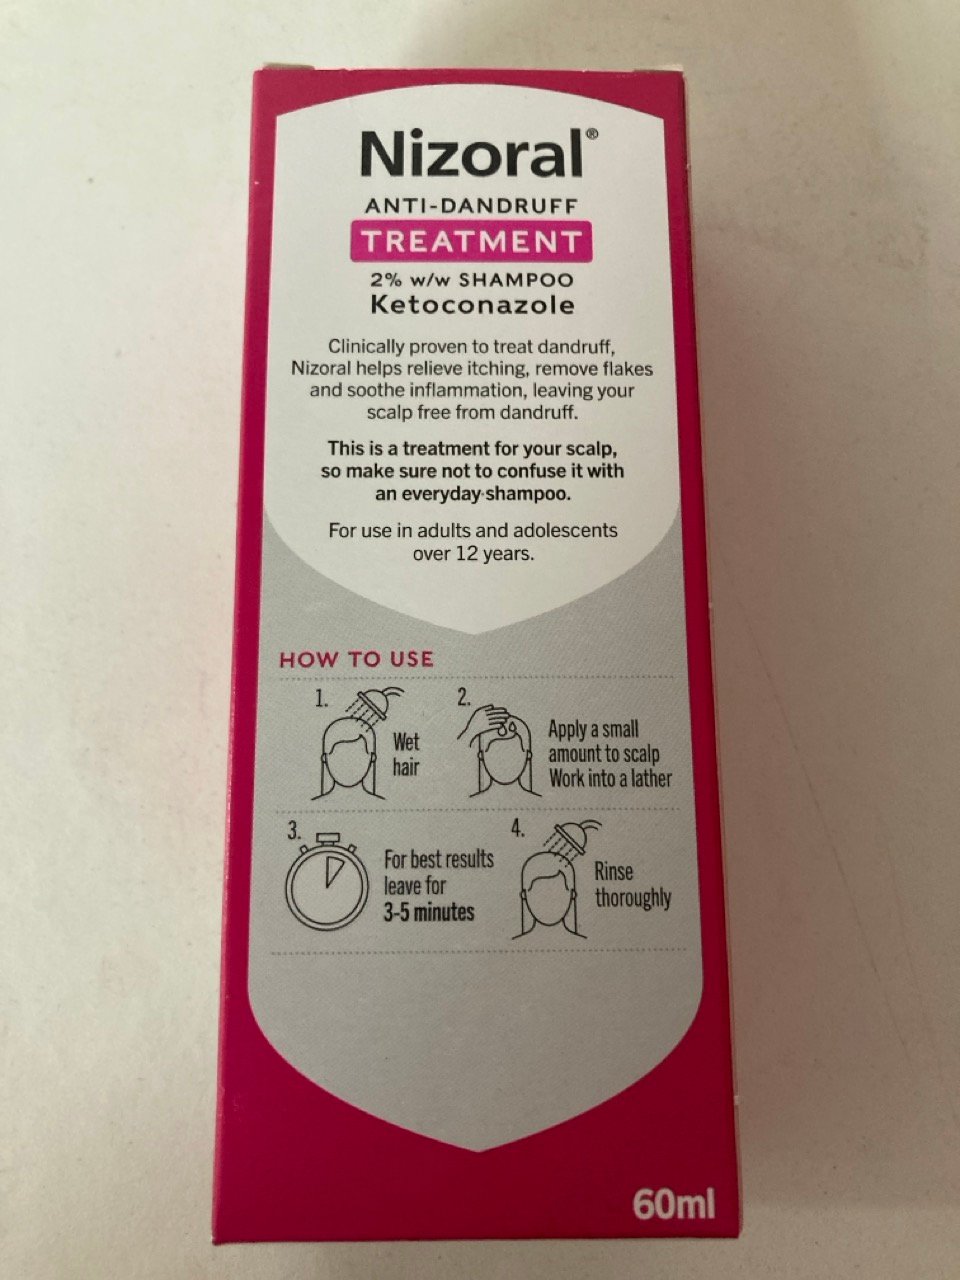 Nizoral®
ANTI-DANDRUFF
TREATMENT
2% w/w SHAMPOO
Ketoconazole
Clinically proven to treat dandruff,
Nizoral helps relieve itching, remove flakes
and soothe inflammation, leaving your
scalp free from dandruff.
This is a treatment for your scalp,
so make sure not to confuse it with
an everyday shampoo.
For use in adults and adolescents
over 12 years.
HOW TO USE
1.
Wet
hair
2.
Apply a small
amount to scalp
Work into a lather
3.
For best results
leave for
3-5 minutes
4.
Rinse
thoroughly
60ml